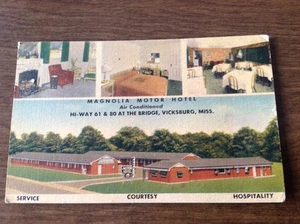 MAGNOLIA MOTOR HOTEL
Air Conditioned
HI-WAY 61 & 80 AT THE BRIDGE, VICKSBURG, MISS.
SERVICE COURTESY HOSPITALITY